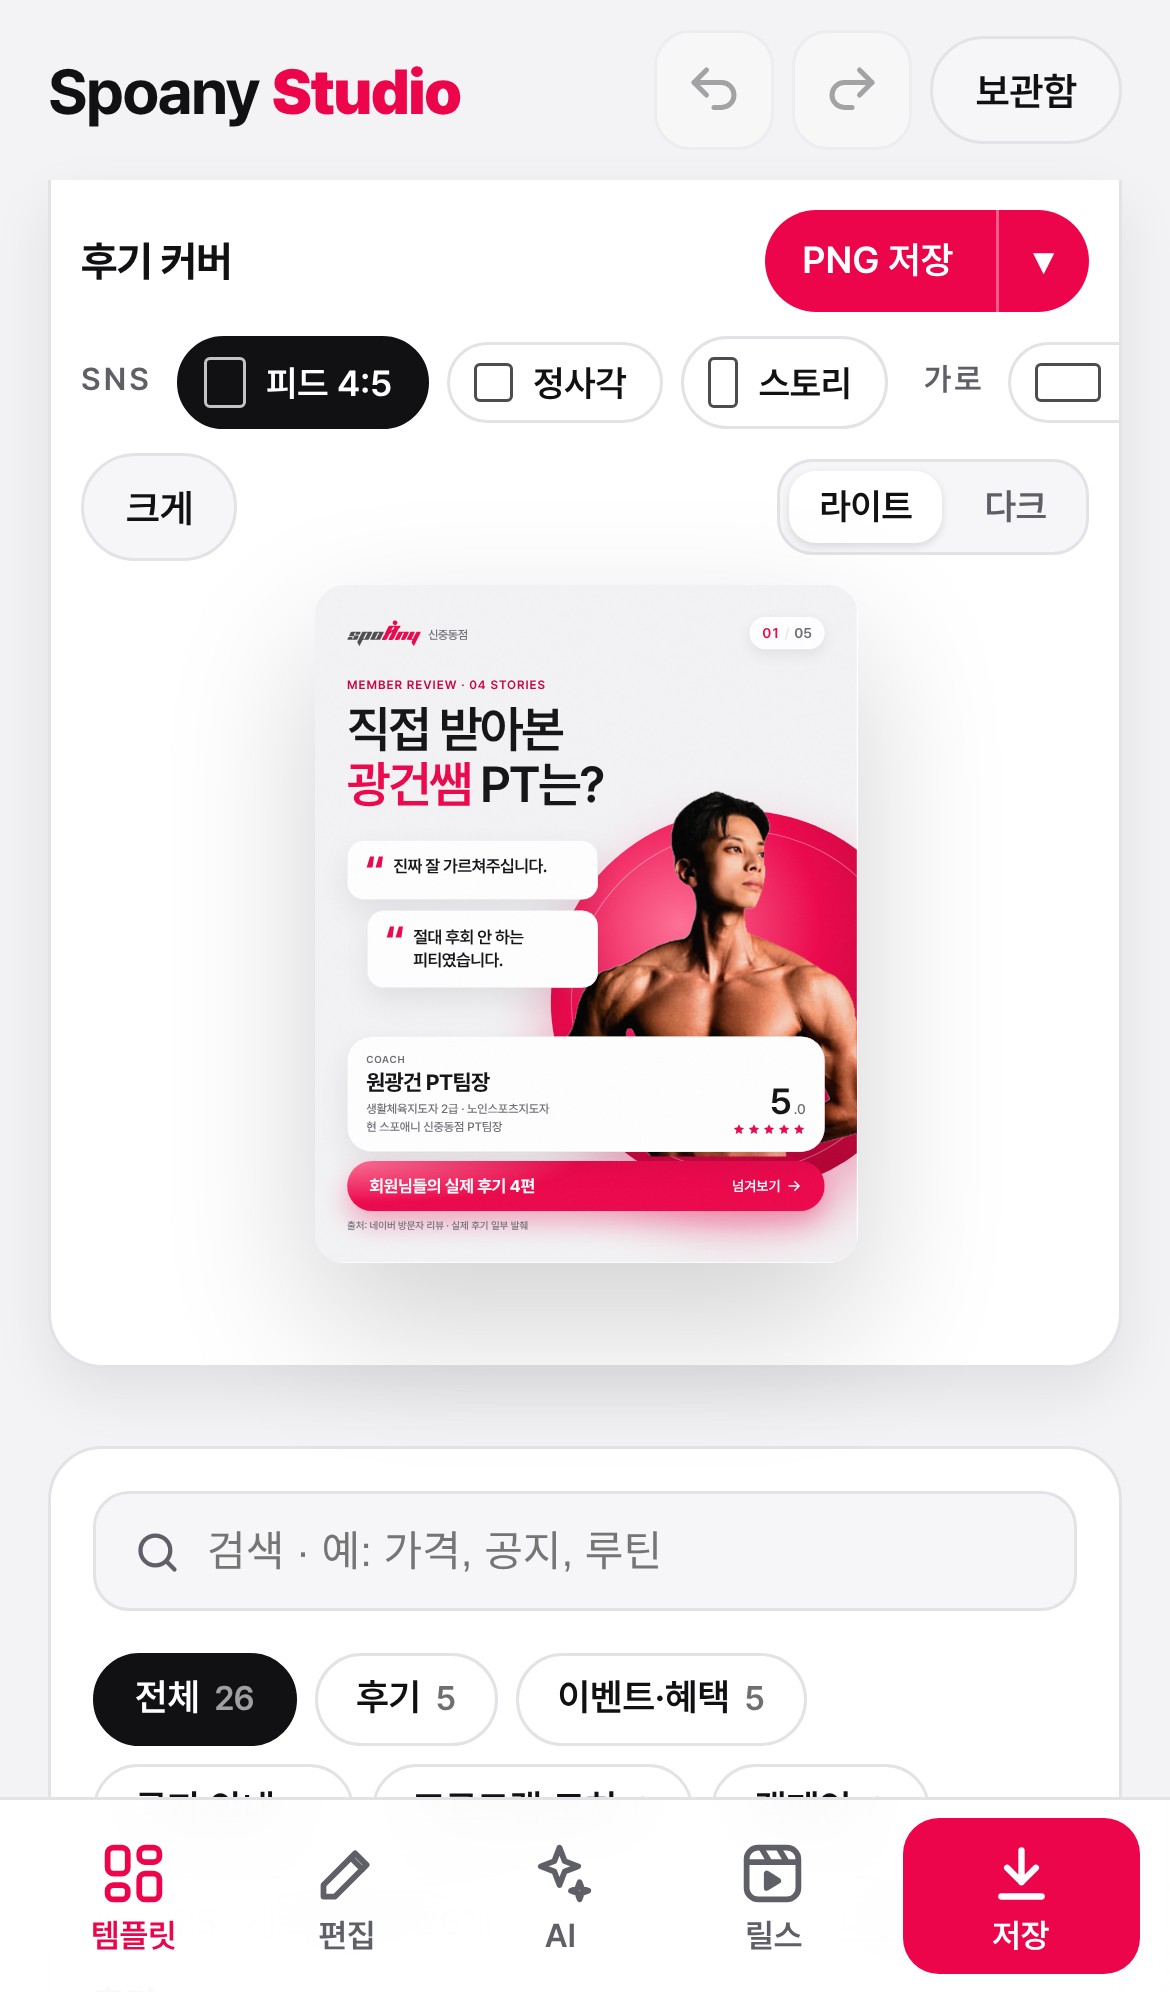 Spoany Studio
보관함
후기 커버
PNG 저장 ▼
SNS 피드 4:5 정사각 스토리 가로
크게
라이트 다크
spoAny 신중동점
01 / 05
MEMBER REVIEW · 04 STORIES
직접 받아본
광건쌤 PT는?
“ 진짜 잘 가르쳐주십니다.
“ 절대 후회 안 하는
피티였습니다.
COACH
원광건 PT팀장
생활체육지도자 2급 · 노인스포츠지도자
현 스포애니 신중동점 PT팀장
5.0
★★★★★
회원님들의 실제 후기 4편
넘겨보기 →
출처: 네이버 방문자 리뷰 · 실제 후기 일부 발췌
검색 · 예: 가격, 공지, 루틴
전체 26 후기 5 이벤트·혜택 5
템플릿 편집 AI 릴스 저장